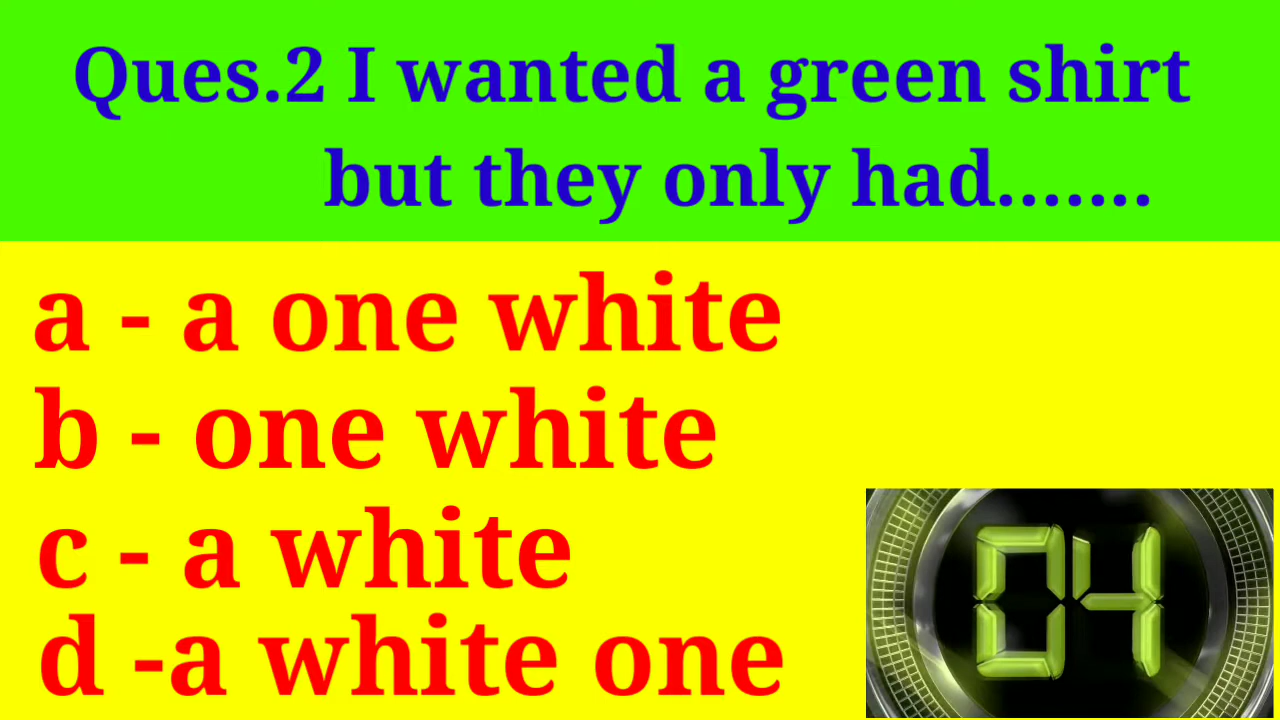 Ques.2 I wanted a green shirt
but they only had.......
a - a one white
b - one white
c - a white
d -a white one
04